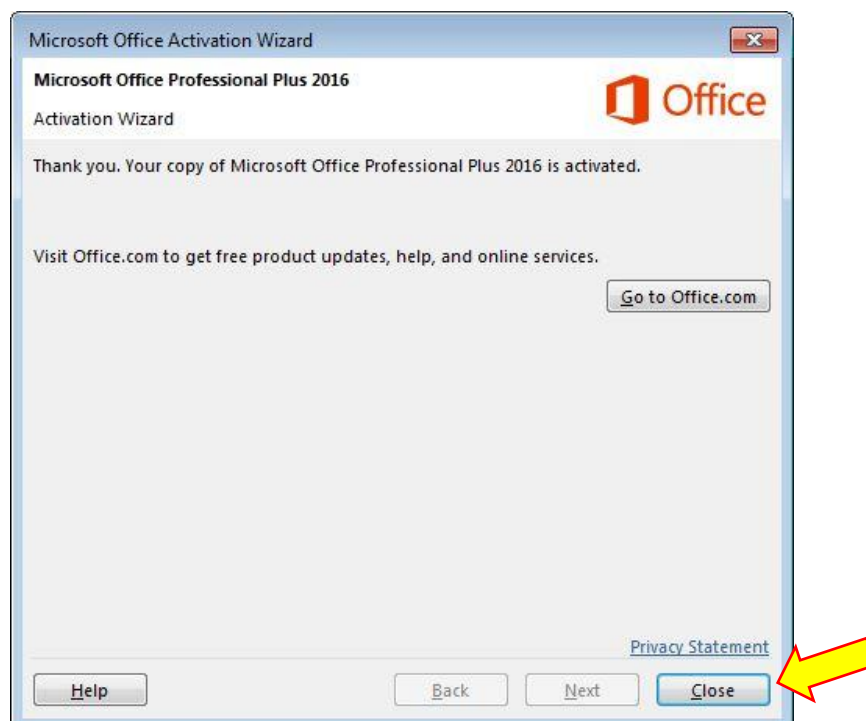 Microsoft Office Activation Wizard
Microsoft Office Professional Plus 2016
Office
Activation Wizard
Thank you. Your copy of Microsoft Office Professional Plus 2016 is activated.
Visit Office.com to get free product updates, help, and online services.
Go to Office.com
Privacy Statement
Help Back Next Close